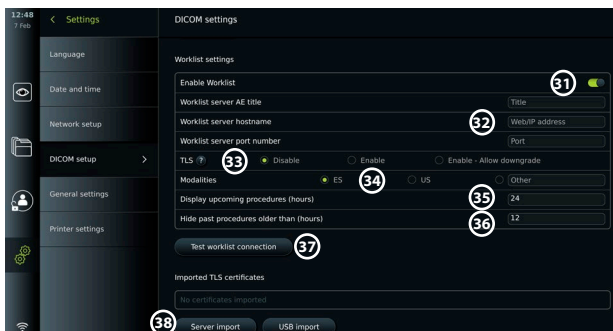 12:48
7 Feb
< Settings
DICOM settings
Language
Date and time
Network setup
DICOM setup >
General settings
Printer settings
Worklist settings
Enable Worklist 31
Worklist server AE title Title
Worklist server hostname 32 Web/IP address
Worklist server port number Port
TLS ? 33 Disable Enable Enable - Allow downgrade
Modalities ES 34 US Other
Display upcoming procedures (hours) 35 24
Hide past procedures older than (hours) 36 12
Test worklist connection 37
Imported TLS certificates
No certificates imported
38 Server import USB import